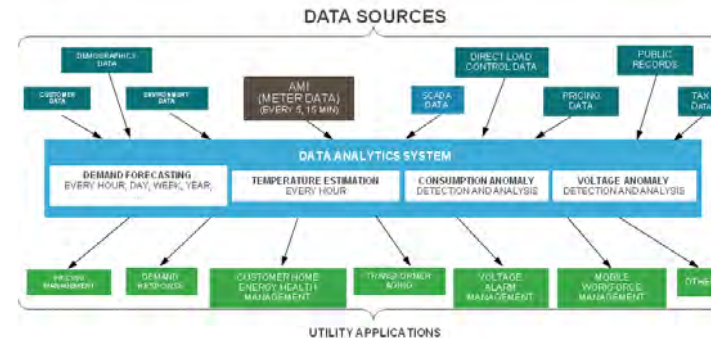 DATA SOURCES
DEMOGRAPHICS
DATA
CUSTOMER
DATA
ENVIRONMENT
DATA
AMI
(METER DATA)
(EVERY 5, 15 MIN)
SCADA
DATA
DIRECT LOAD
CONTROL DATA
PRICING
DATA
PUBLIC
RECORDS
TAX
DATA
DATA ANALYTICS SYSTEM
DEMAND FORECASTING
EVERY HOUR, DAY, WEEK, YEAR,
TEMPERATURE ESTIMATION
EVERY HOUR
CONSUMPTION ANOMALY
DETECTION AND ANALYSIS
VOLTAGE ANOMALY
DETECTION AND ANALYSIS
PRICING
MANAGEMENT
DEMAND
RESPONSE
CUSTOMER HOME
ENERGY HEALTH
MANAGEMENT
TRANSFORMER
AGING
VOLTAGE
ALARM
MANAGEMENT
MOBILE
WORKFORCE
MANAGEMENT
OTHE
UTILITY APPLICATIONS